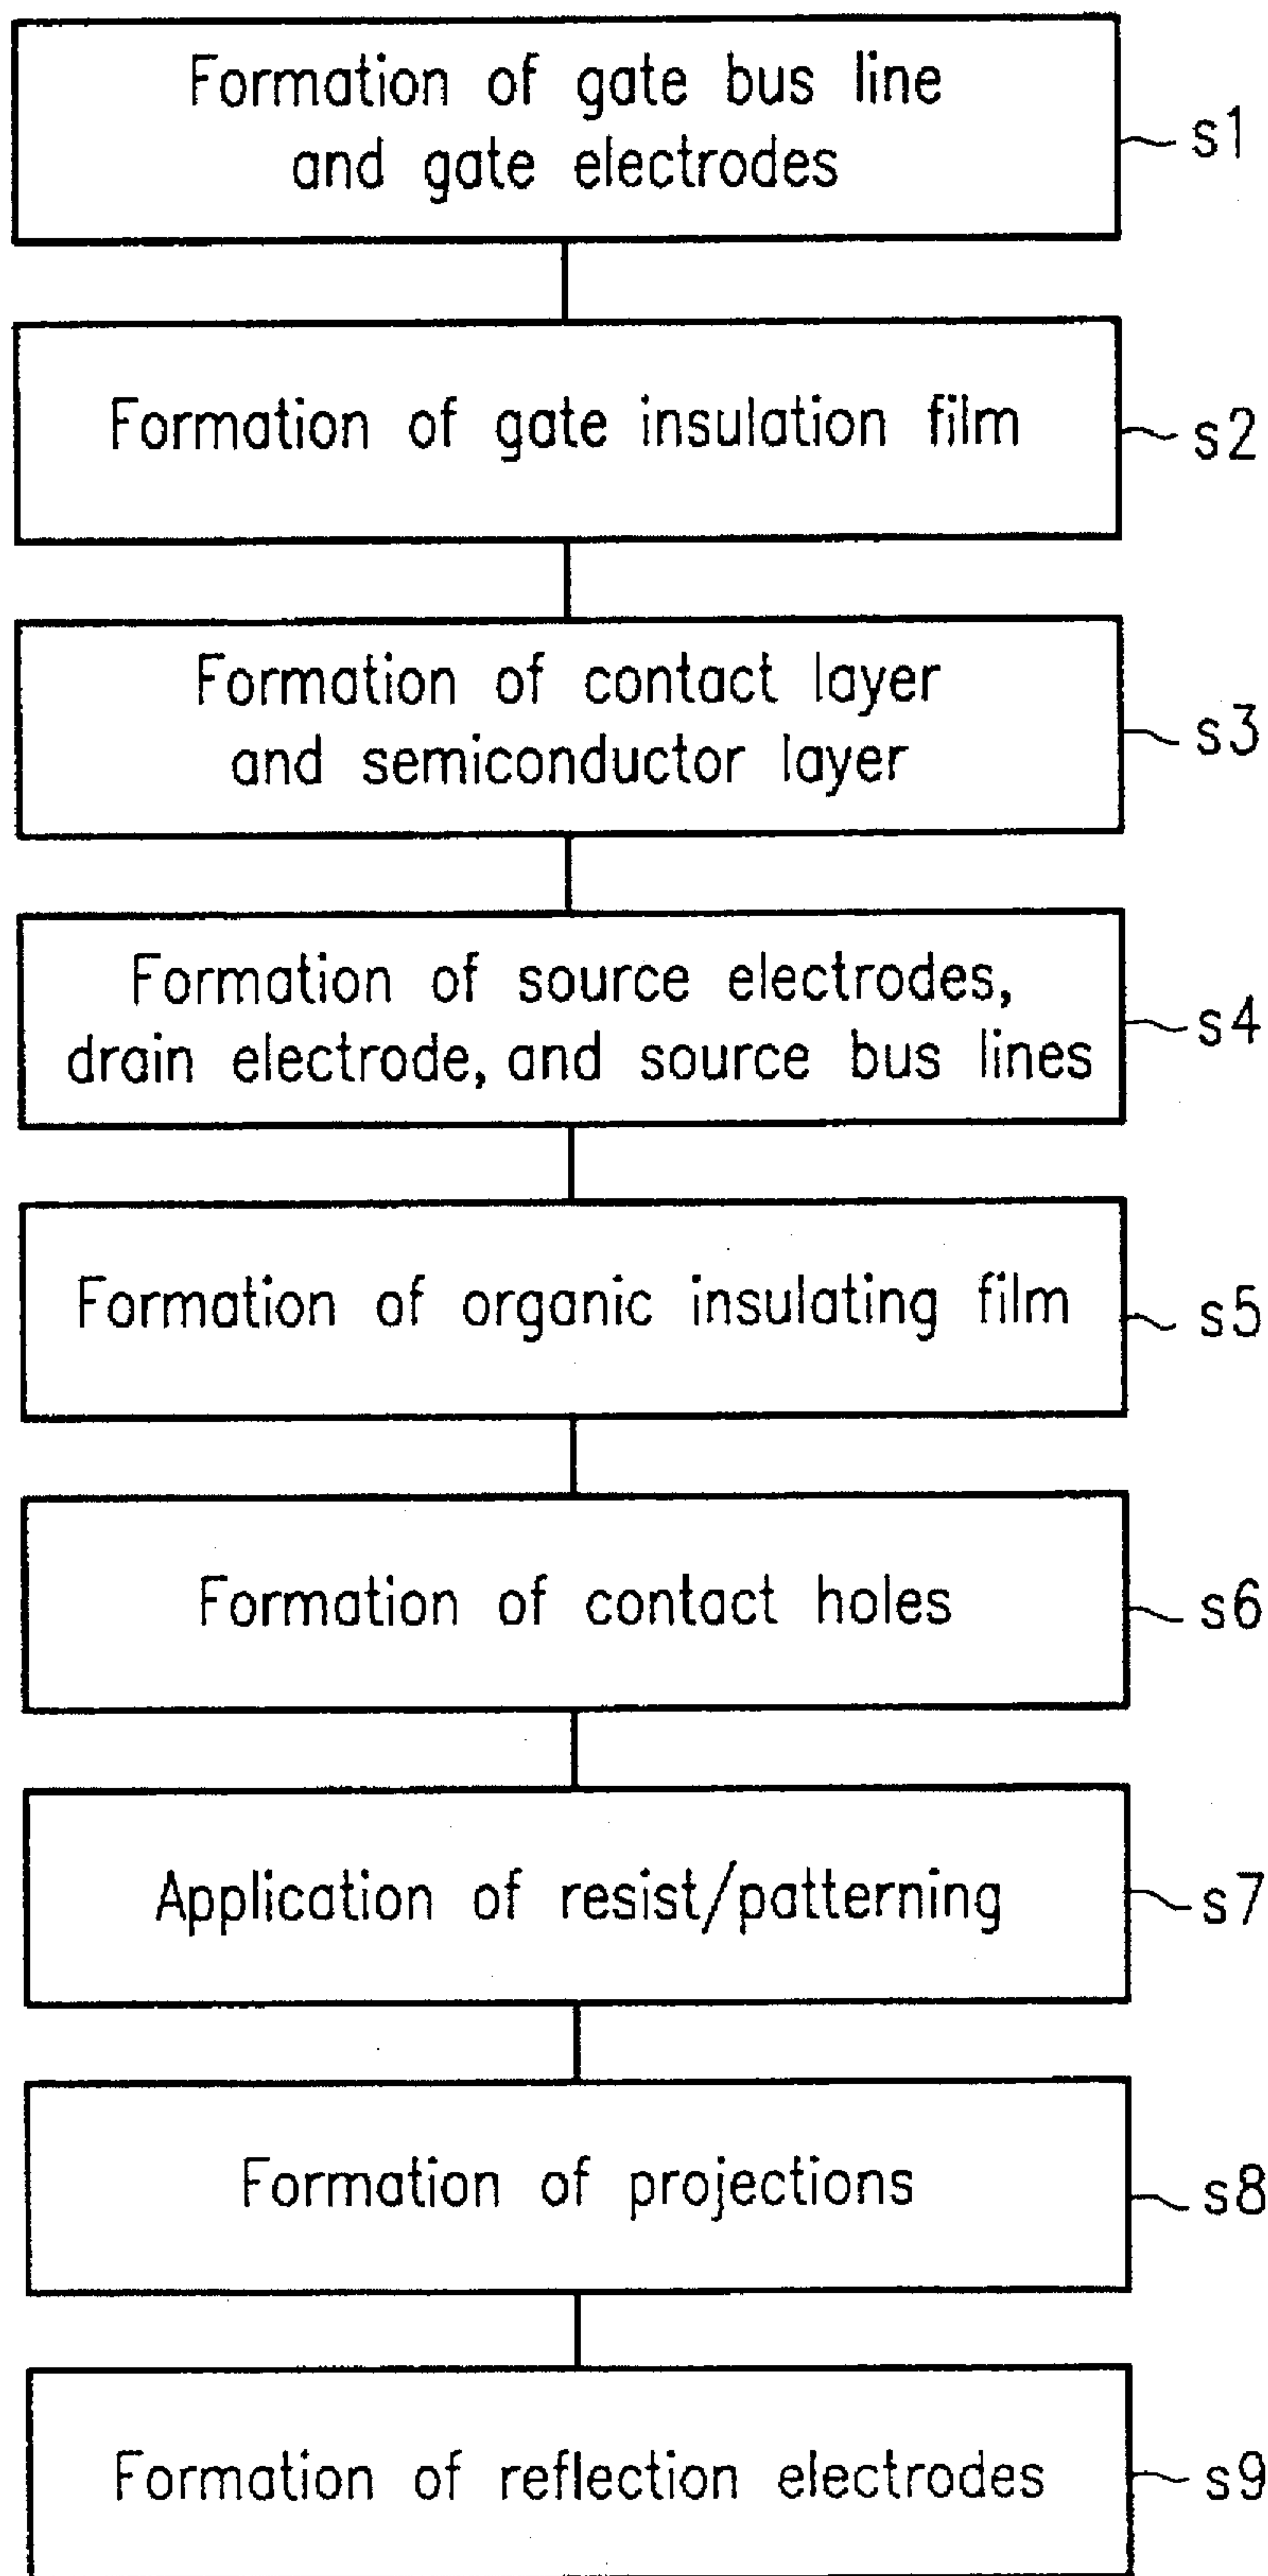 Formation of gate bus line
and gate electrodes
s1
Formation of gate insulation film
s2
Formation of contact layer
and semiconductor layer
s3
Formation of source electrodes,
drain electrode, and source bus lines
s4
Formation of organic insulating film
s5
Formation of contact holes
s6
Application of resist/patterning
s7
Formation of projections
s8
Formation of reflection electrodes
s9